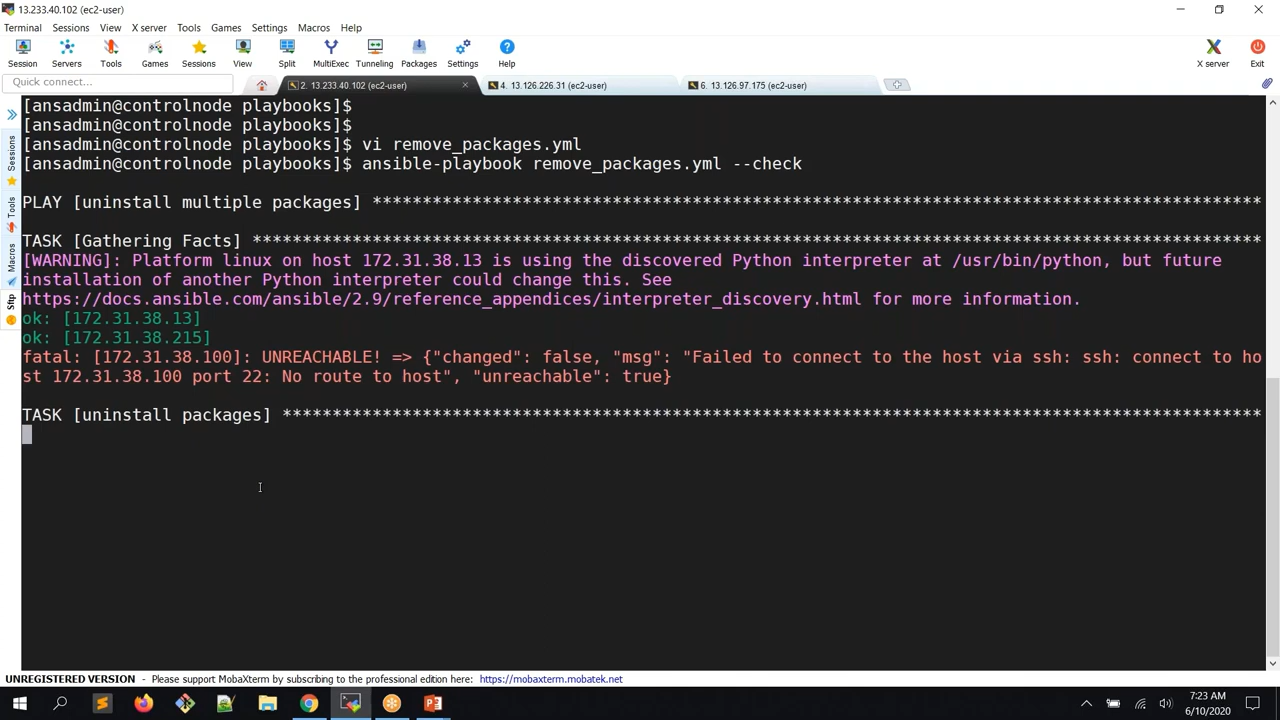 13.233.40.102 (ec2-user)
Terminal Sessions View X server Tools Games Settings Macros Help
Session Servers Tools Games Sessions View Split MultiExec Tunneling Packages Settings Help X server Exit
Quick connect... 2. 13.233.40.102 (ec2-user) 4. 13.126.226.31 (ec2-user) 6. 13.126.97.175 (ec2-user)
Sessions
Tools
Macros
Sftp
[ansadmin@controlnode playbooks]$
[ansadmin@controlnode playbooks]$
[ansadmin@controlnode playbooks]$ vi remove_packages.yml
[ansadmin@controlnode playbooks]$ ansible-playbook remove_packages.yml --check
PLAY [uninstall multiple packages] *****************************************************************************************
TASK [Gathering Facts] *****************************************************************************************************
[WARNING]: Platform linux on host 172.31.38.13 is using the discovered Python interpreter at /usr/bin/python, but future
installation of another Python interpreter could change this. See
https://docs.ansible.com/ansible/2.9/reference_appendices/interpreter_discovery.html for more information.
ok: [172.31.38.13]
ok: [172.31.38.215]
fatal: [172.31.38.100]: UNREACHABLE! => {"changed": false, "msg": "Failed to connect to the host via ssh: ssh: connect to ho
st 172.31.38.100 port 22: No route to host", "unreachable": true}
TASK [uninstall packages] **************************************************************************************************
UNREGISTERED VERSION - Please support MobaXterm by subscribing to the professional edition here: https://mobaxterm.mobatek.net
7:23 AM
6/10/2020